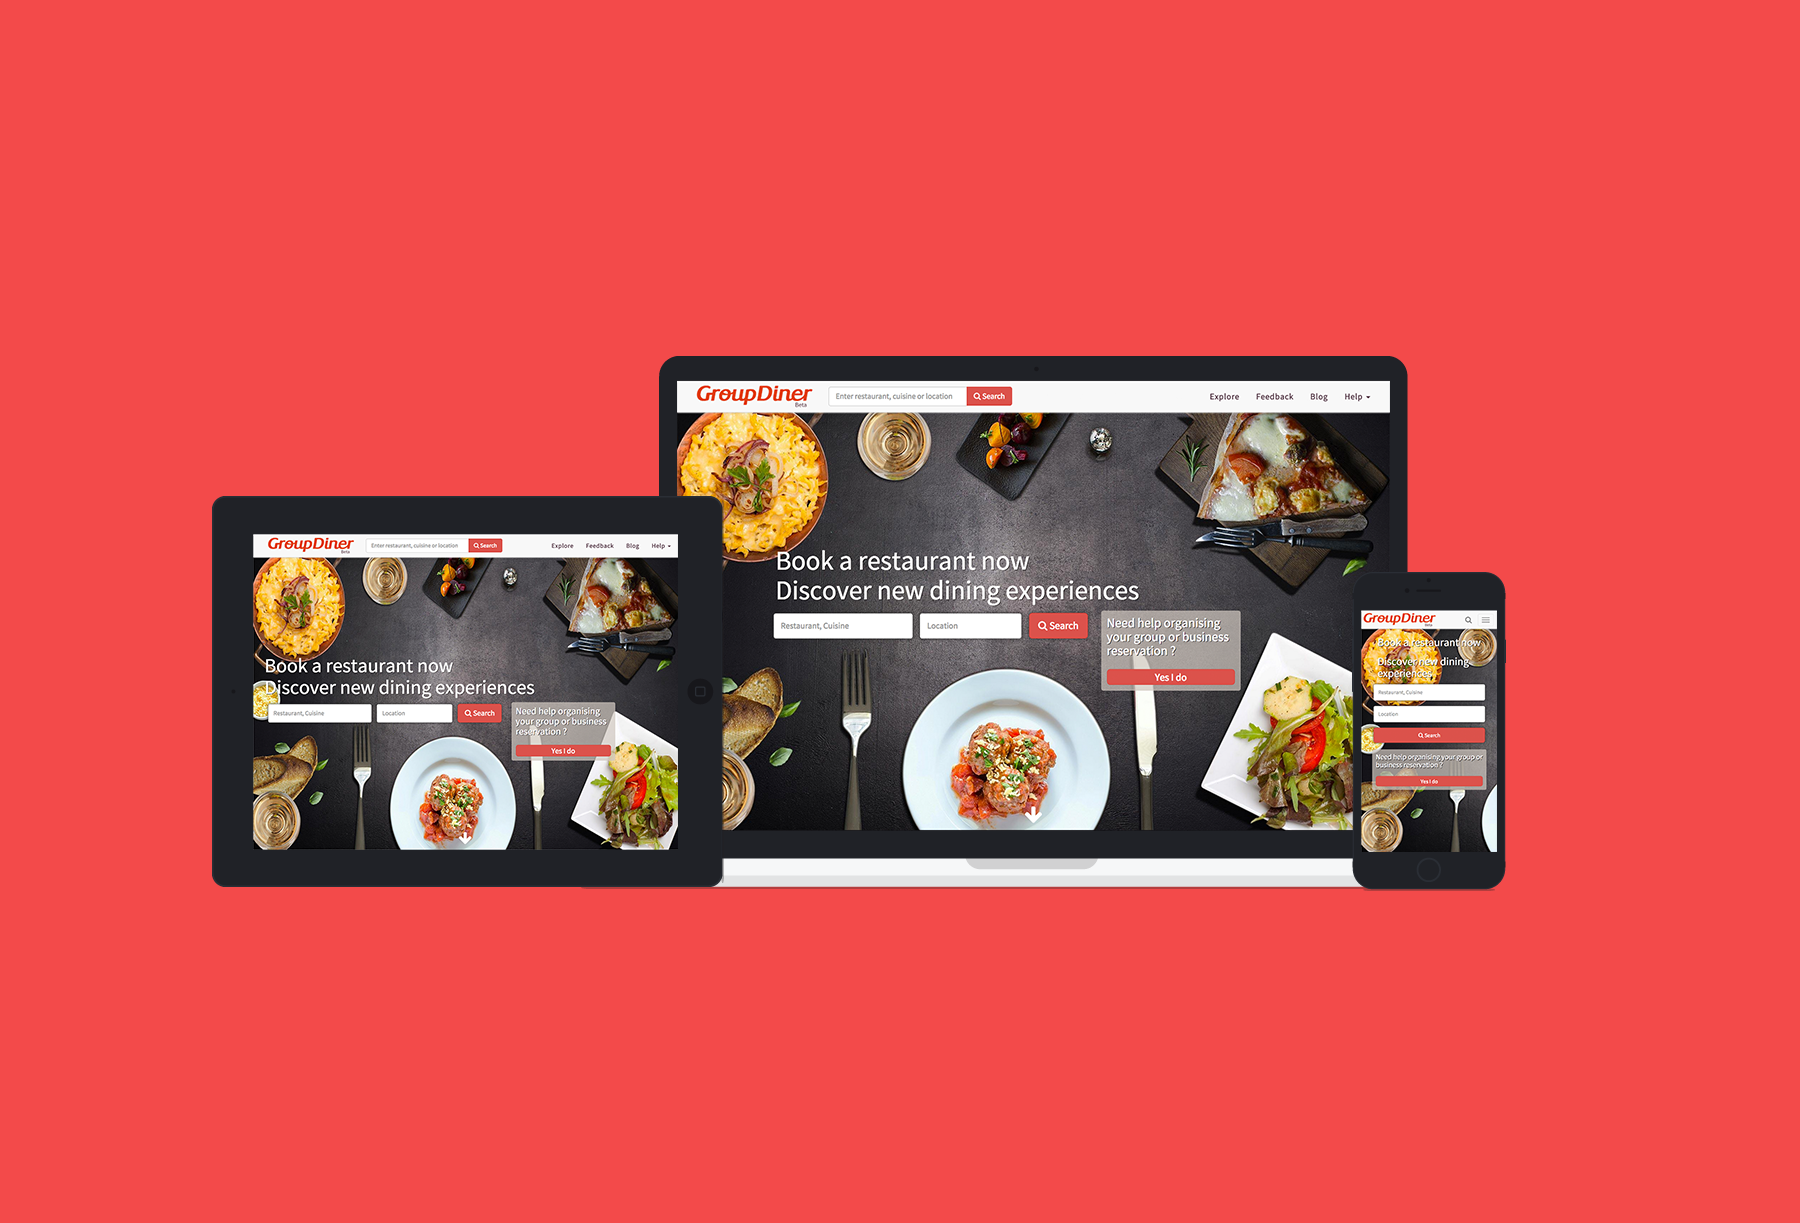 GroupDiner
Beta
Enter restaurant, cuisine or location
Search
Explore
Feedback
Blog
Help
Book a restaurant now
Discover new dining experiences
Restaurant, Cuisine
Location
Search
Need help organising
your group or business
reservation ?
Yes I do
GroupDiner
Beta
Enter restaurant, cuisine or location
Search
Explore
Feedback
Blog
Help
Book a restaurant now
Discover new dining experiences
Restaurant, Cuisine
Location
Search
Need help organising
your group or business
reservation ?
Yes I do
GroupDiner
Beta
Book a restaurant now
Discover new dining
experiences
Restaurant, Cuisine
Location
Search
Need help organising your group or
business reservation ?
Yes I do